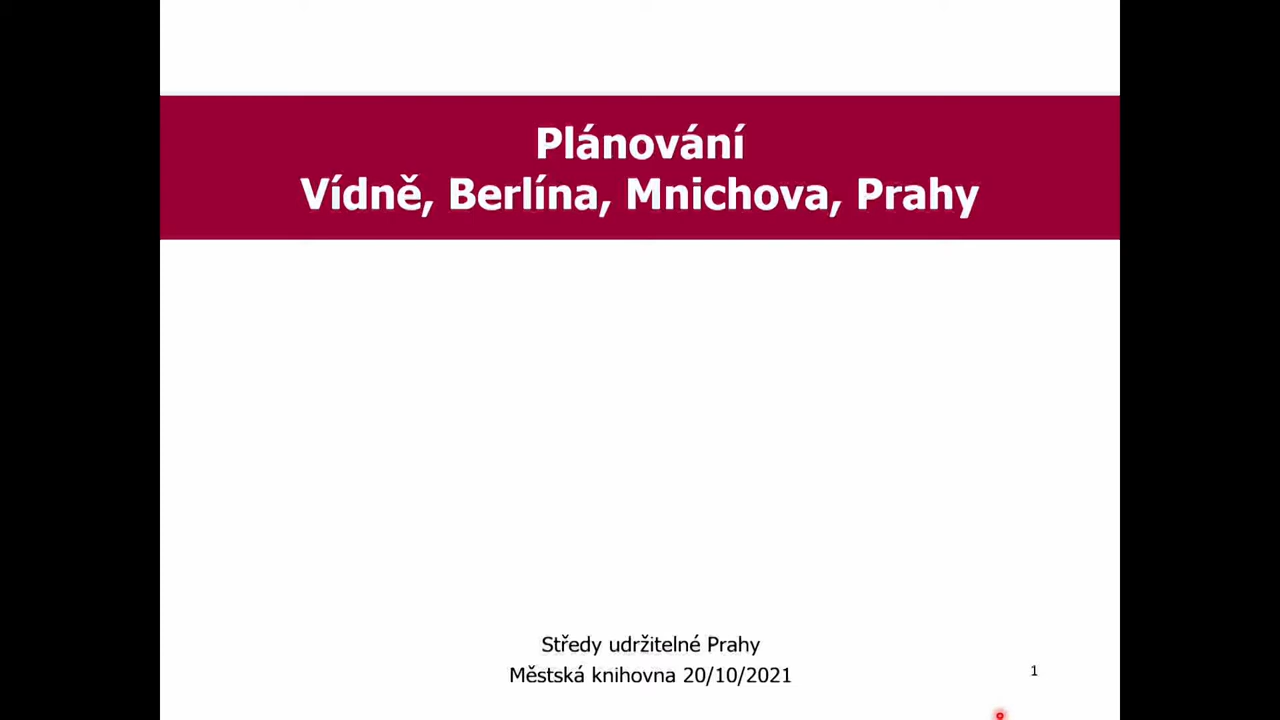 Plánování
Vídně, Berlína, Mnichova, Prahy
Středy udržitelné Prahy
Městská knihovna 20/10/2021
1